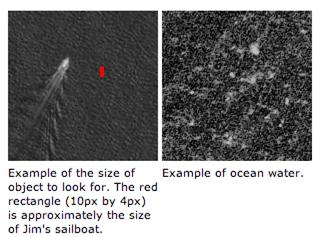 Example of the size of
object to look for. The red
rectangle (10px by 4px)
is approximately the size
of Jim's sailboat.
Example of ocean water.